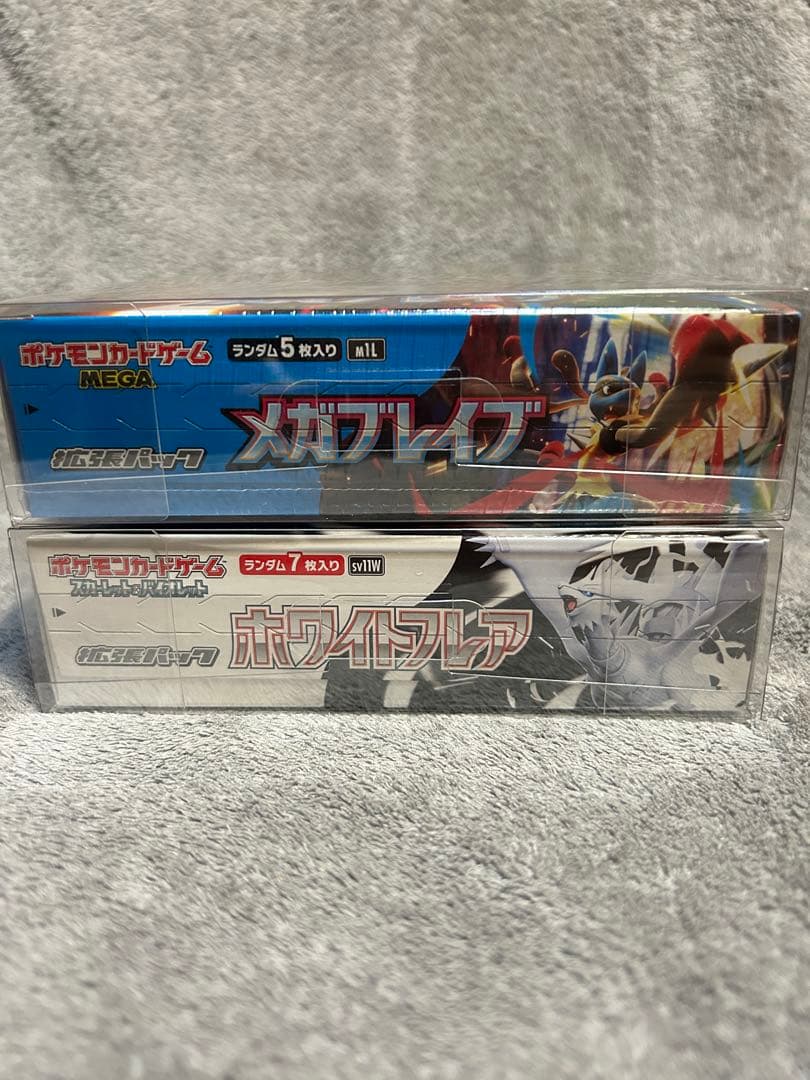 ポケモンカードゲーム
MEGA
ランダム5枚入り M1L
メガブレイブ
拡張パック
ポケモンカードゲーム
スカーレット&バイオレット
ランダム7枚入り SV11W
ホワイトフレア
拡張パック